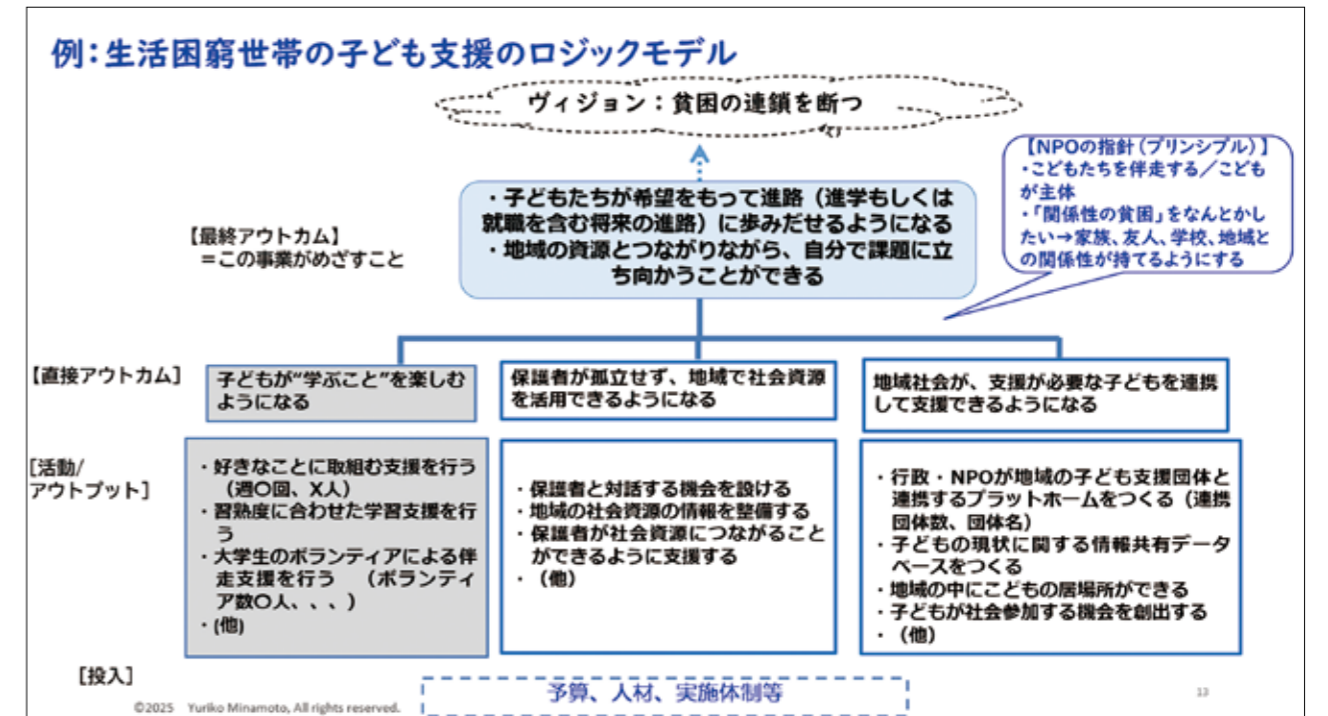 例：生活困窮世帯の子ども支援のロジックモデル
ヴィジョン：貧困の連鎖を断つ
【NPOの指針（プリンシプル）】
・こどもたちを伴走する／こども
が主体
・「関係性の貧困」をなんとかし
たい→家族、友人、学校、地域と
の関係性が持てるようにする
・子どもたちが希望をもって進路（進学もしくは
就職を含む将来の進路）に歩みだせるようになる
・地域の資源とつながりながら、自分で課題に立
ち向かうことができる
【最終アウトカム】
＝この事業がめざすこと
【直接アウトカム】
子どもが“学ぶこと”を楽しむ
ようになる
保護者が孤立せず、地域で社会資源
を活用できるようになる
地域社会が、支援が必要な子どもを連携
して支援できるようになる
［活動/
アウトプット］
・好きなことに取組む支援を行う
（週〇回、X人）
・習熟度に合わせた学習支援を行
う
・大学生のボランティアによる伴
走支援を行う　（ボランティ
ア数〇人、、、）
・(他)
・保護者と対話する機会を設ける
・地域の社会資源の情報を整備する
・保護者が社会資源につながること
ができるように支援する
・（他）
・行政・NPOが地域の子ども支援団体と
連携するプラットホームをつくる（連携
団体数、団体名）
・子どもの現状に関する情報共有データ
ベースをつくる
・地域の中にこどもの居場所ができる
・子どもが社会参加する機会を創出する
・（他）
［投入］
予算、人材、実施体制等
©2025 Yuriko Minamoto, All rights reserved.
13